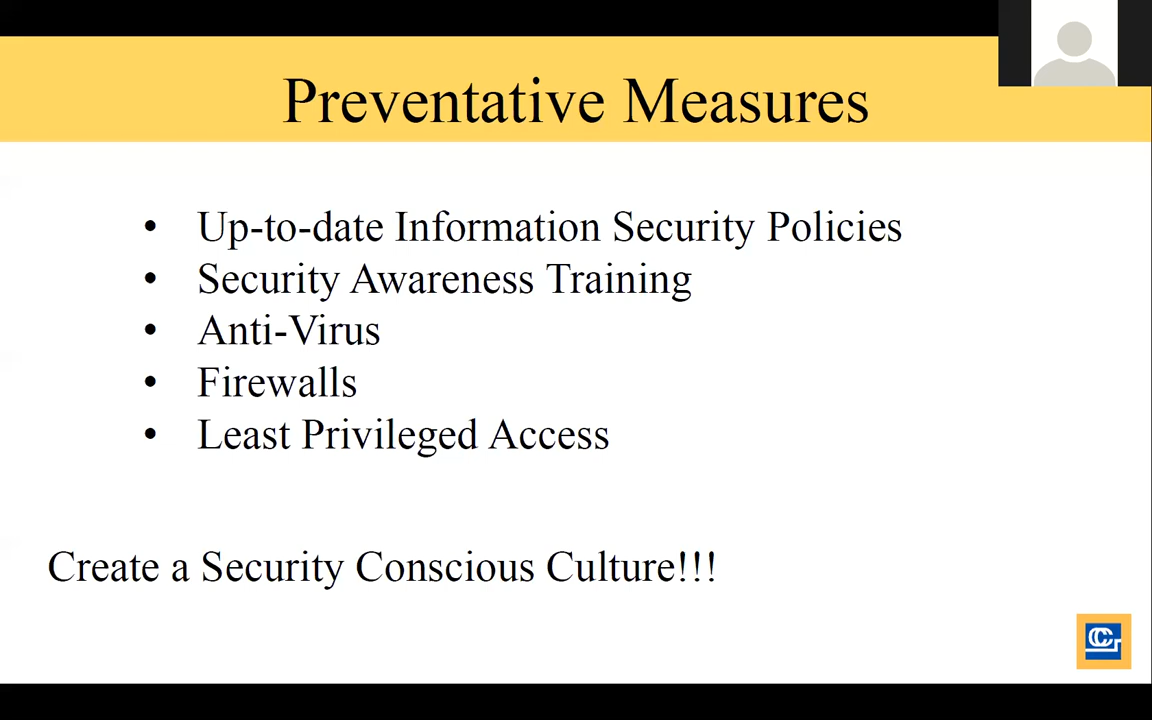 Preventative Measures
• Up-to-date Information Security Policies
• Security Awareness Training
• Anti-Virus
• Firewalls
• Least Privileged Access
Create a Security Conscious Culture!!!